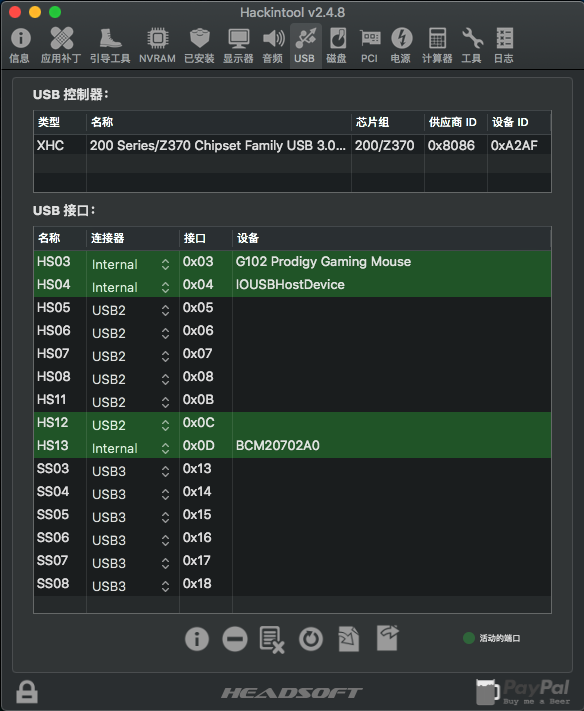 Hackintool v2.4.8
信息 应用补丁 引导工具 NVRAM 已安装 显示器 音频 USB 磁盘 PCI 电源 计算器 工具 日志
USB 控制器：
类型 名称 芯片组 供应商 ID 设备 ID
XHC 200 Series/Z370 Chipset Family USB 3.0... 200/Z370 0x8086 0xA2AF
USB 接口：
名称 连接器 接口 设备
HS03 Internal 0x03 G102 Prodigy Gaming Mouse
HS04 Internal 0x04 IOUSBHostDevice
HS05 USB2 0x05
HS06 USB2 0x06
HS07 USB2 0x07
HS08 USB2 0x08
HS11 USB2 0x0B
HS12 USB2 0x0C
HS13 Internal 0x0D BCM20702A0
SS03 USB3 0x13
SS04 USB3 0x14
SS05 USB3 0x15
SS06 USB3 0x16
SS07 USB3 0x17
SS08 USB3 0x18
活动的端口
HEADSOFT
PayPal
Buy me a Beer